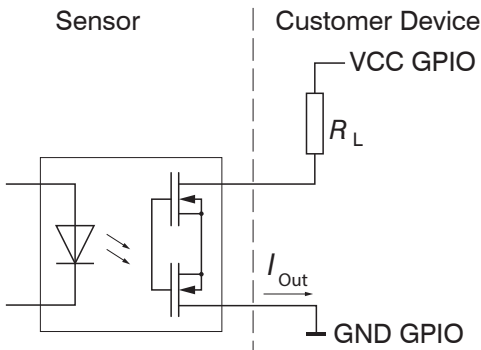 Sensor
Customer Device
VCC GPIO
R L
I Out
GND GPIO